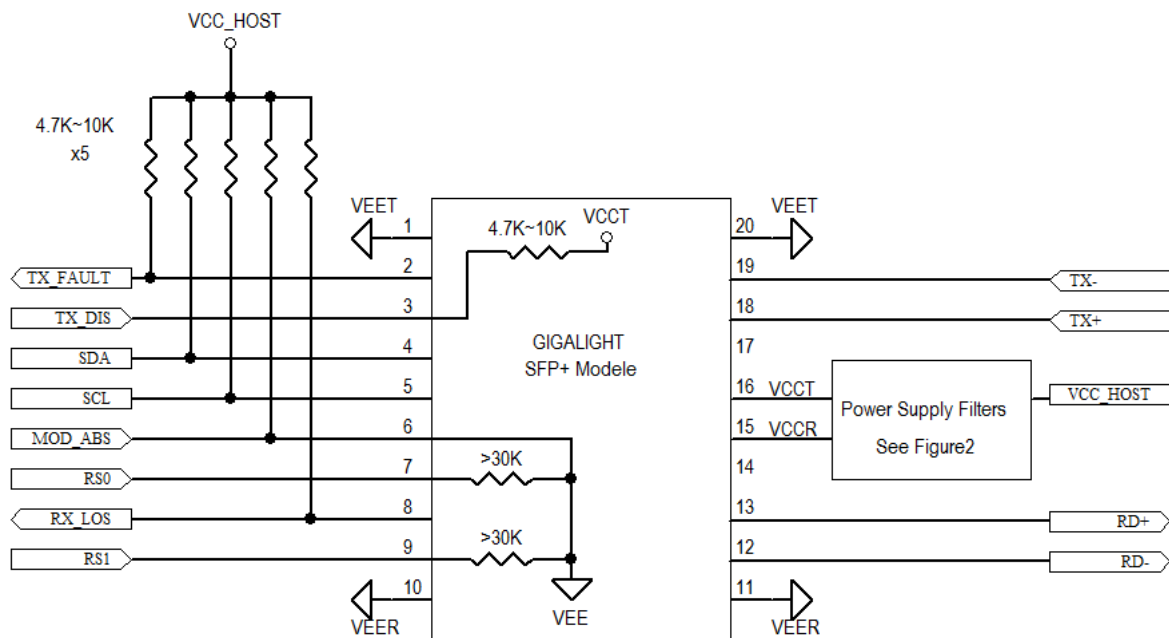 VCC_HOST
4.7K~10K
x5
VEET
1
4.7K~10K
VCCT
20
VEET
TX_FAULT
2
19
TX-
TX_DIS
3
18
TX+
SDA
4
GIGALIGHT
SFP+ Modele
17
SCL
5
16
VCCT
Power Supply Filters
See Figure2
VCC_HOST
MOD_ABS
6
15
VCCR
RS0
7
>30K
14
RX_LOS
8
13
RD+
RS1
9
>30K
12
RD-
10
VEER
VEE
11
VEER